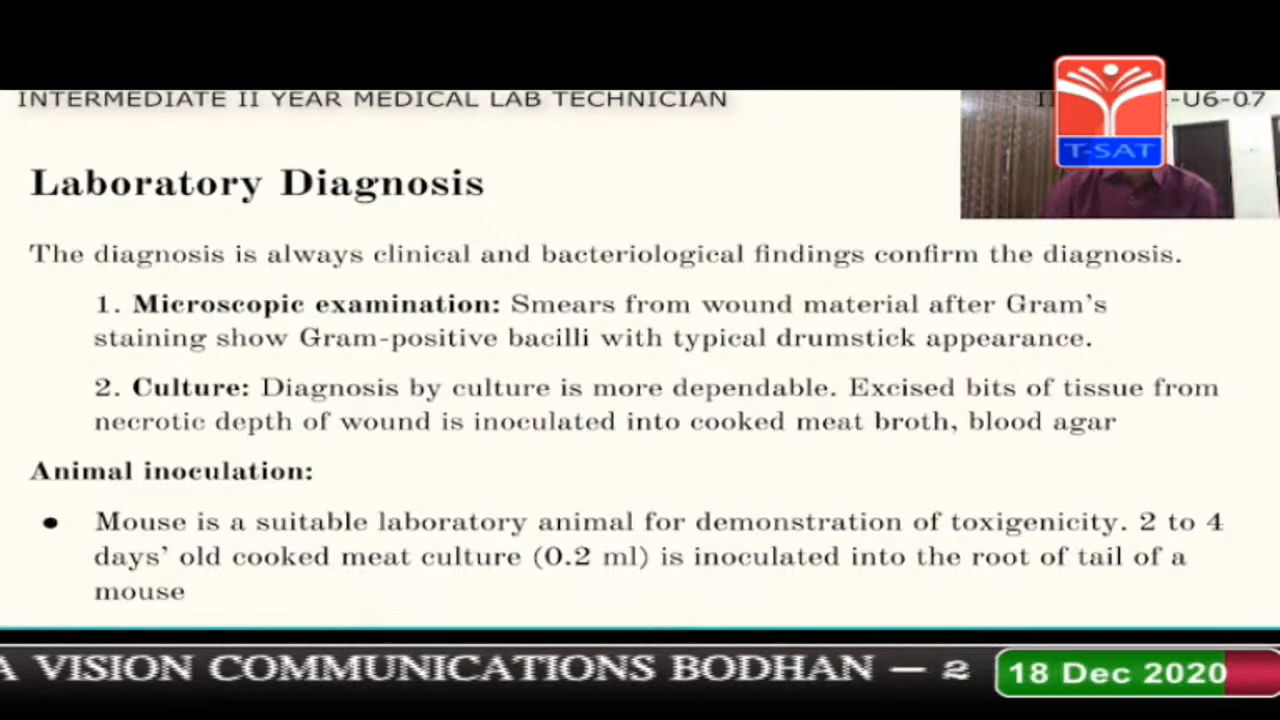 INTERMEDIATE II YEAR MEDICAL LAB TECHNICIAN
-U6-07
T-SAT
Laboratory Diagnosis
The diagnosis is always clinical and bacteriological findings confirm the diagnosis.
1. Microscopic examination: Smears from wound material after Gram's
staining show Gram-positive bacilli with typical drumstick appearance.
2. Culture: Diagnosis by culture is more dependable. Excised bits of tissue from
necrotic depth of wound is inoculated into cooked meat broth, blood agar
Animal inoculation:
● Mouse is a suitable laboratory animal for demonstration of toxigenicity. 2 to 4
days' old cooked meat culture (0.2 ml) is inoculated into the root of tail of a
mouse
A VISION COMMUNICATIONS BODHAN – 2
18 Dec 2020